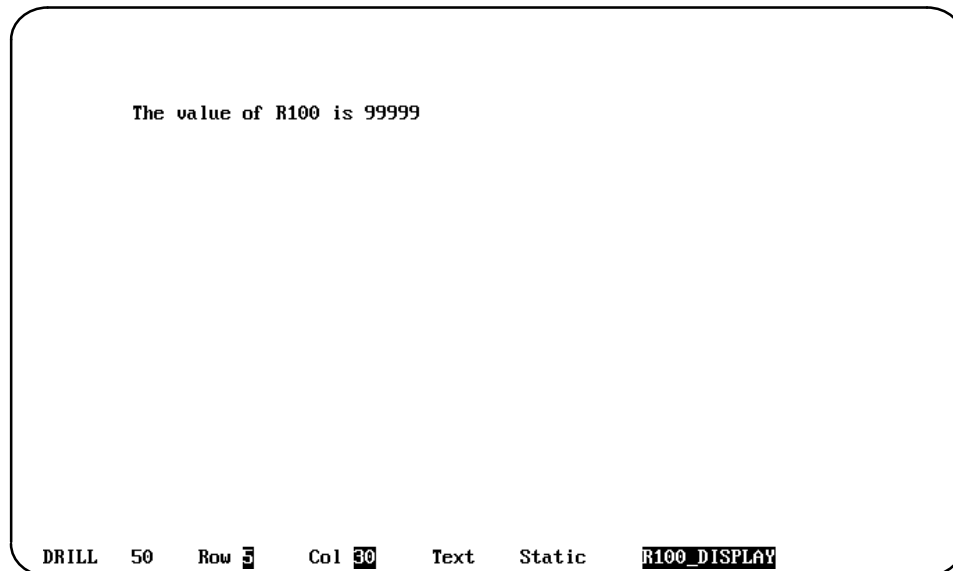 The value of R100 is 99999
DRILL 50 Row 5 Col 30 Text Static R100_DISPLAY